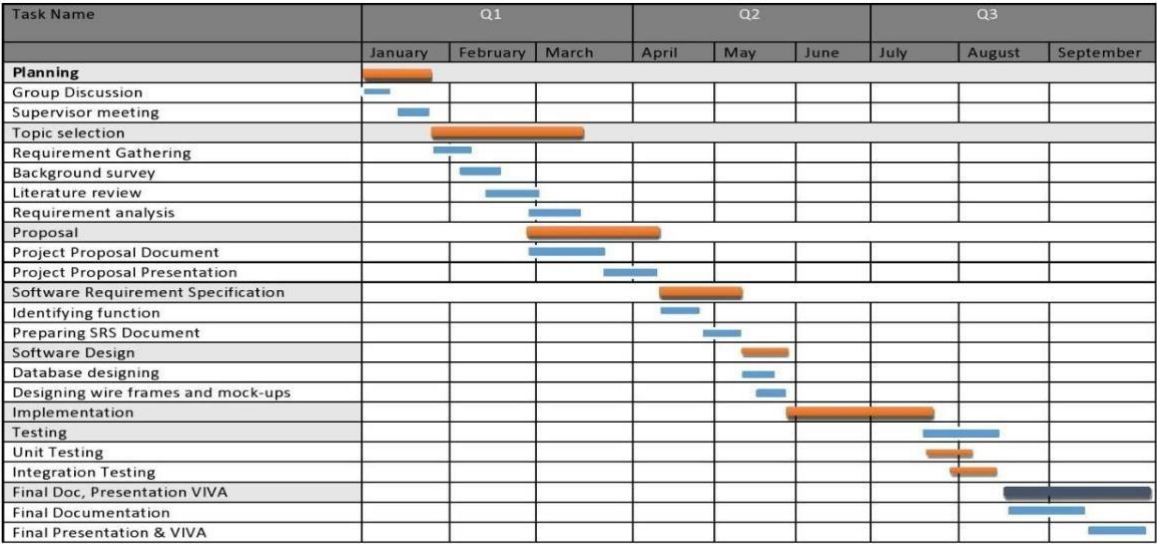 Task Name Q1 Q2 Q3
January February March April May June July August September
Planning
Group Discussion
Supervisor meeting
Topic selection
Requirement Gathering
Background survey
Literature review
Requirement analysis
Proposal
Project Proposal Document
Project Proposal Presentation
Software Requirement Specification
Identifying function
Preparing SRS Document
Software Design
Database designing
Designing wire frames and mock-ups
Implementation
Testing
Unit Testing
Integration Testing
Final Doc, Presentation VIVA
Final Documentation
Final Presentation & VIVA